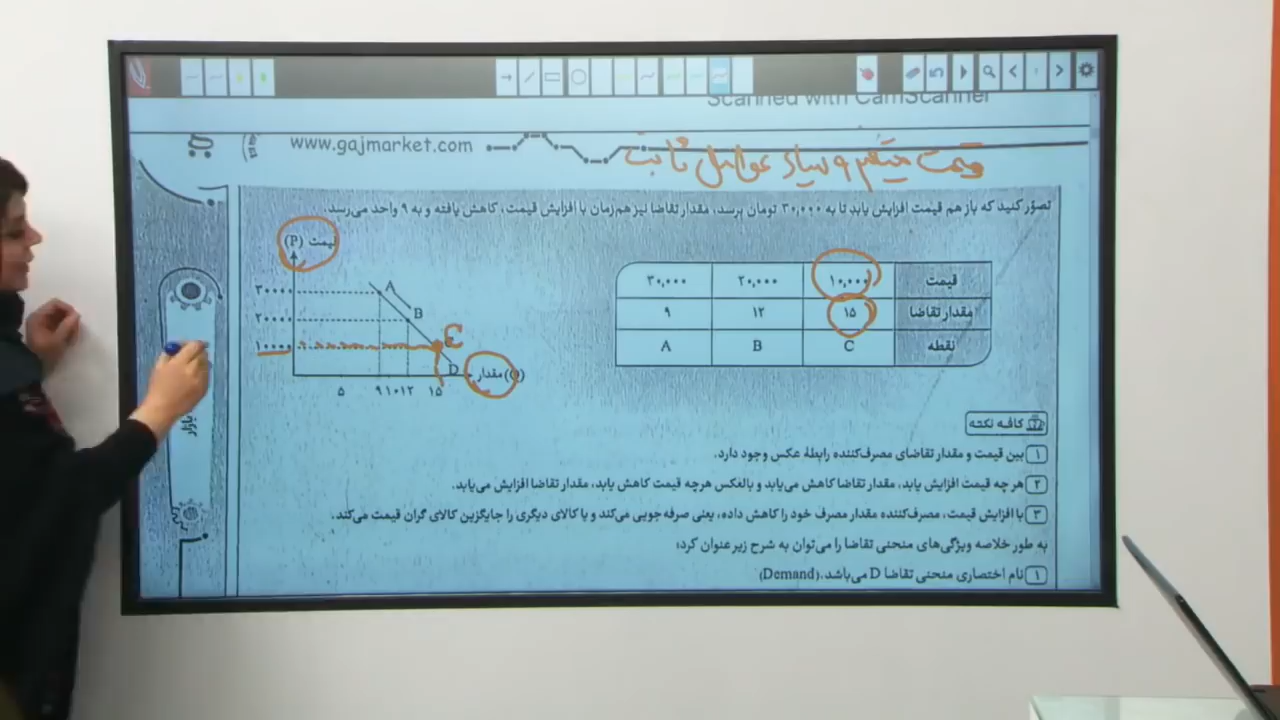 Scanned with CamScanner
www.gajmarket.com
قیمت متغیر و سایر عوامل ثابت
تصوّر کنید که باز هم قیمت افزایش یابد تا به ۳۰,۰۰۰ تومان برسد، مقدار تقاضا نیز هم‌زمان با افزایش قیمت، کاهش یافته و به ۹ واحد می‌رسد.
قیمت ۱۰,۰۰۰ ۲۰,۰۰۰ ۳۰,۰۰۰
مقدار تقاضا ۱۵ ۱۲ ۹
نقطه C B A
قیمت (P)
۳۰۰۰۰ A
۲۰۰۰۰ B
۱۰۰۰۰ C
D
مقدار (Q)
۵ ۹ ۱۰ ۱۲ ۱۵
بازار
کافه نکته
۱ بین قیمت و مقدار تقاضای مصرف‌کننده رابطهٔ عکس وجود دارد.
۲ هر چه قیمت افزایش یابد، مقدار تقاضا کاهش می‌یابد و بالعکس هرچه قیمت کاهش یابد، مقدار تقاضا افزایش می‌یابد.
۳ با افزایش قیمت، مصرف‌کننده مقدار مصرف خود را کاهش داده، یعنی صرفه‌جویی می‌کند و یا کالای دیگری را جایگزین کالای گران قیمت می‌کند.
به طور خلاصه ویژگی‌های منحنی تقاضا را می‌توان به شرح زیر عنوان کرد:
۱ نام اختصاری منحنی تقاضا D می‌باشد. (Demand)